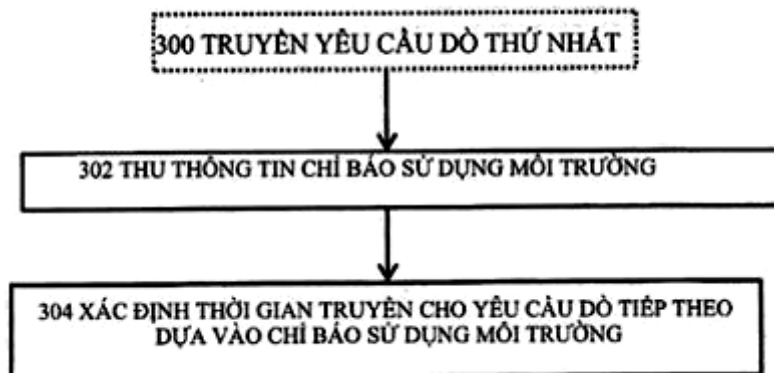 300 TRUYỀN YÊU CẦU DÒ THỨ NHẤT
302 THU THÔNG TIN CHỈ BÁO SỬ DỤNG MÔI TRƯỜNG
304 XÁC ĐỊNH THỜI GIAN TRUYỀN CHO YÊU CẦU DÒ TIẾP THEO
DỰA VÀO CHỈ BÁO SỬ DỤNG MÔI TRƯỜNG